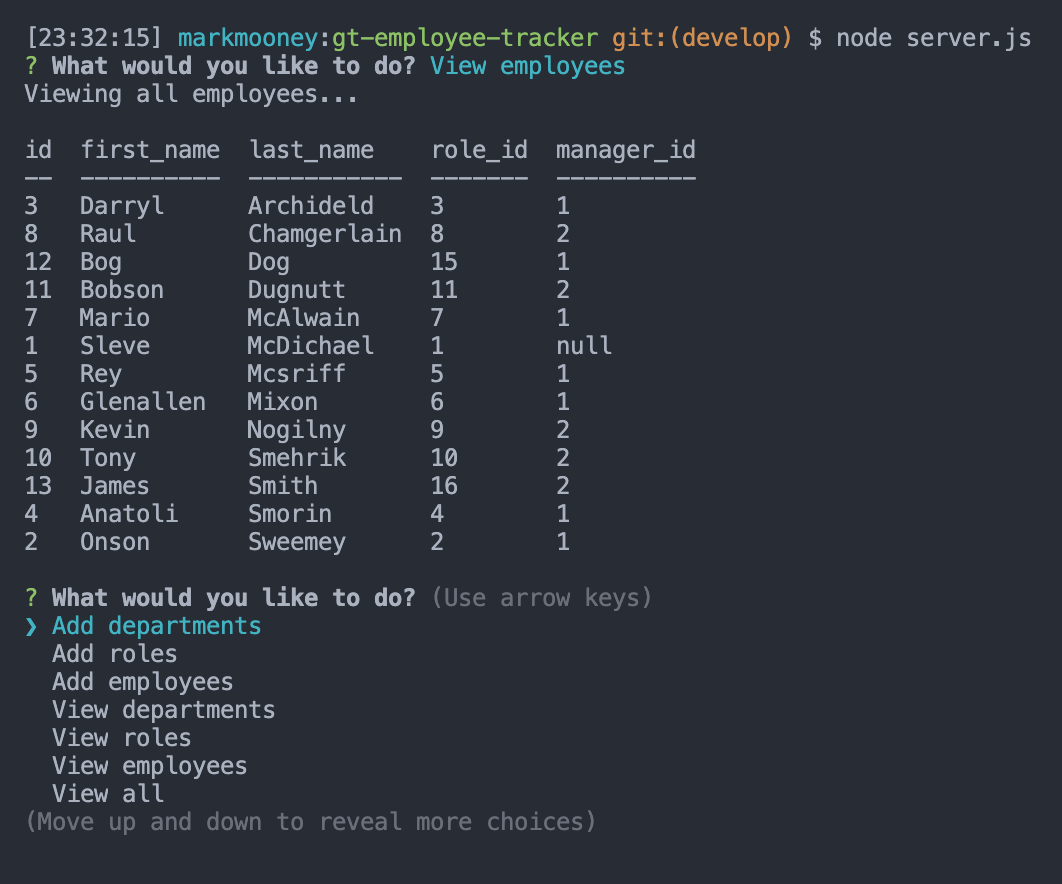 [23:32:15] markmooney:gt-employee-tracker git:(develop) $ node server.js
? What would you like to do? View employees
Viewing all employees...
id  first_name  last_name    role_id  manager_id
--  ----------  -----------  -------  ----------
3   Darryl      Archideld    3        1
8   Raul        Chamgerlain  8        2
12  Bog         Dog          15       1
11  Bobson      Dugnutt      11       2
7   Mario       McAlwain     7        1
1   Sleve       McDichael    1        null
5   Rey         Mcsriff      5        1
6   Glenallen   Mixon        6        1
9   Kevin       Nogilny      9        2
10  Tony        Smehrik      10       2
13  James       Smith        16       2
4   Anatoli     Smorin       4        1
2   Onson       Sweemey      2        1
? What would you like to do? (Use arrow keys)
❯ Add departments
  Add roles
  Add employees
  View departments
  View roles
  View employees
  View all
(Move up and down to reveal more choices)